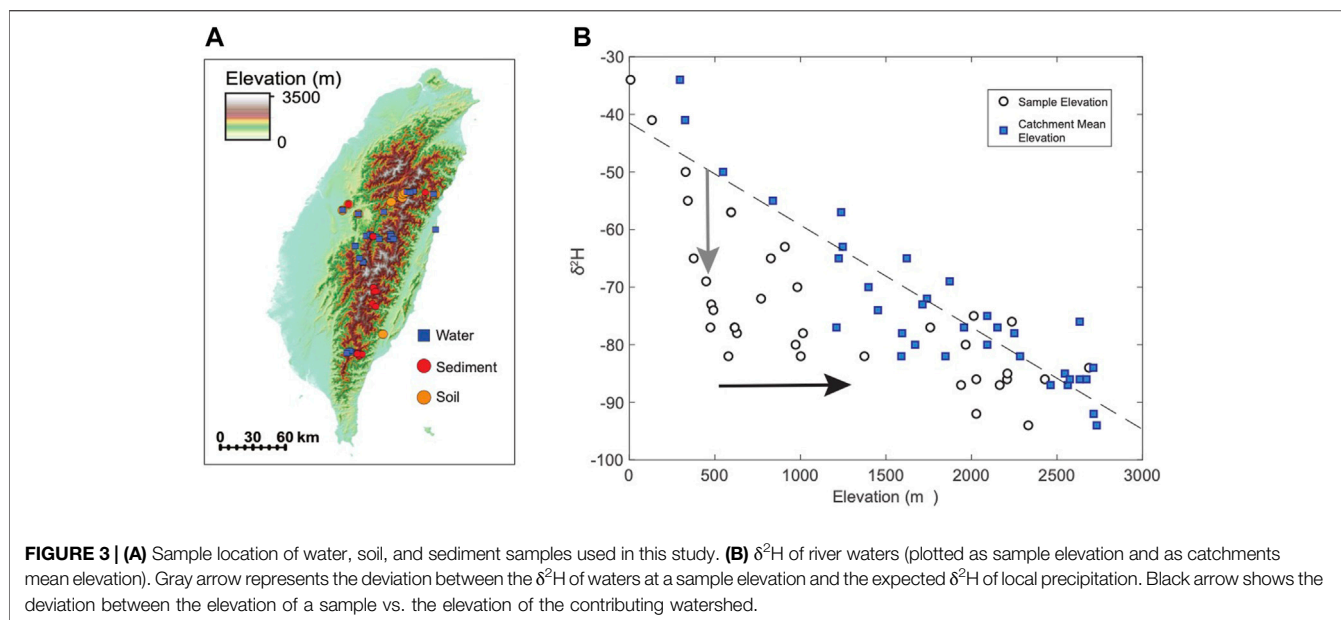 A
Elevation (m)
3500
0
Water
Sediment
Soil
0 30 60 km
B
-30
-40
-50
-60
-70
-80
-90
-100
δ²H
Sample Elevation
Catchment Mean
Elevation
0 500 1000 1500 2000 2500 3000
Elevation (m )
FIGURE 3 | (A) Sample location of water, soil, and sediment samples used in this study. (B) δ²H of river waters (plotted as sample elevation and as catchments
mean elevation). Gray arrow represents the deviation between the δ²H of waters at a sample elevation and the expected δ²H of local precipitation. Black arrow shows the
deviation between the elevation of a sample vs. the elevation of the contributing watershed.